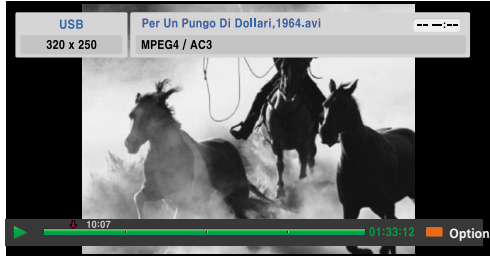 USB
320 x 250
Per Un Pungo Di Dollari,1964.avi
-- --:--
MPEG4 / AC3
10:07
01:33:12
Option